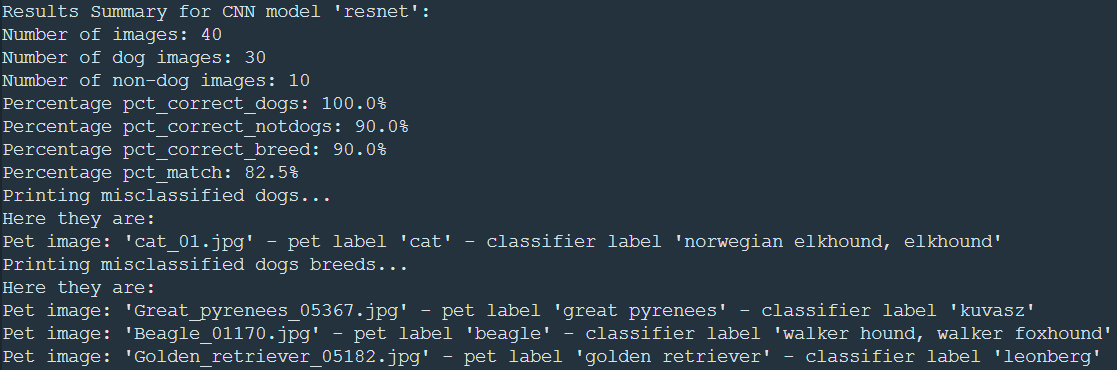 Results Summary for CNN model 'resnet':
Number of images: 40
Number of dog images: 30
Number of non-dog images: 10
Percentage pct_correct_dogs: 100.0%
Percentage pct_correct_notdogs: 90.0%
Percentage pct_correct_breed: 90.0%
Percentage pct_match: 82.5%
Printing misclassified dogs...
Here they are:
Pet image: 'cat_01.jpg' - pet label 'cat' - classifier label 'norwegian elkhound, elkhound'
Printing misclassified dogs breeds...
Here they are:
Pet image: 'Great_pyrenees_05367.jpg' - pet label 'great pyrenees' - classifier label 'kuvasz'
Pet image: 'Beagle_01170.jpg' - pet label 'beagle' - classifier label 'walker hound, walker foxhound'
Pet image: 'Golden_retriever_05182.jpg' - pet label 'golden retriever' - classifier label 'leonberg'